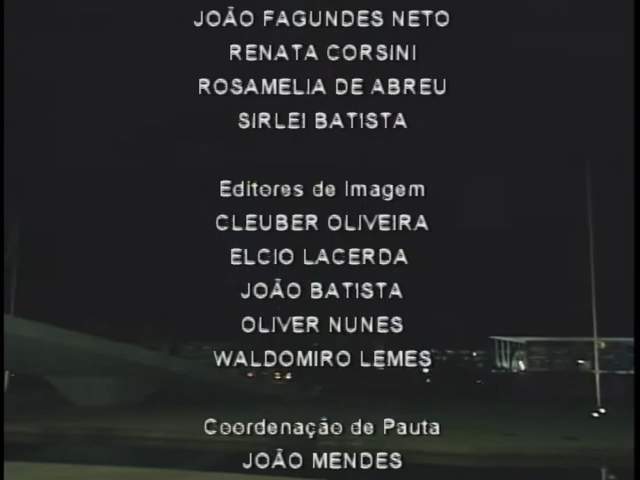 JOÃO FAGUNDES NETO
RENATA CORSINI
ROSAMELIA DE ABREU
SIRLEI BATISTA
Editores de Imagem
CLEUBER OLIVEIRA
ELCIO LACERDA
JOÃO BATISTA
OLIVER NUNES
WALDOMIRO LEMES
Coordenação de Pauta
JOÃO MENDES